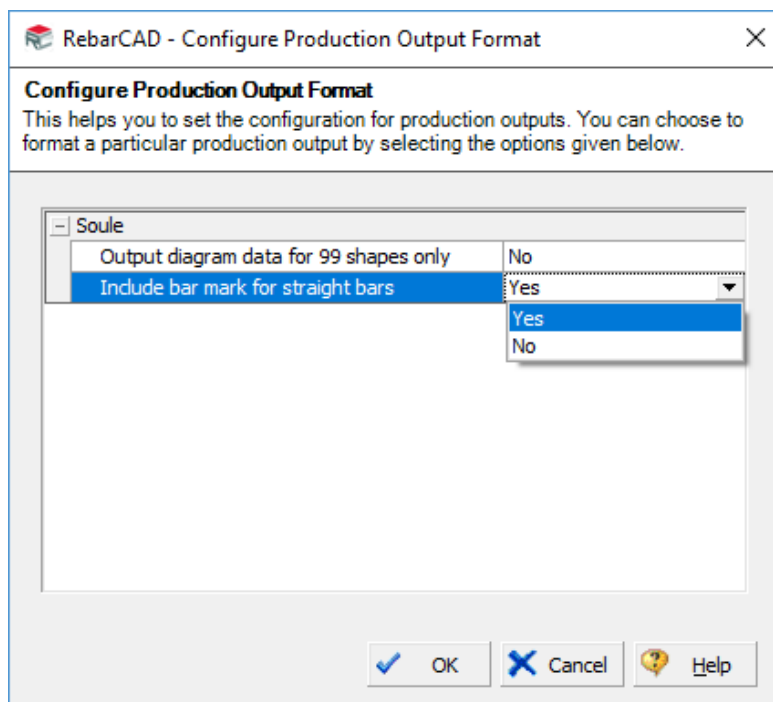 RebarCAD - Configure Production Output Format
Configure Production Output Format
This helps you to set the configuration for production outputs. You can choose to
format a particular production output by selecting the options given below.
Soule
Output diagram data for 99 shapes only No
Include bar mark for straight bars Yes
Yes
No
OK Cancel Help